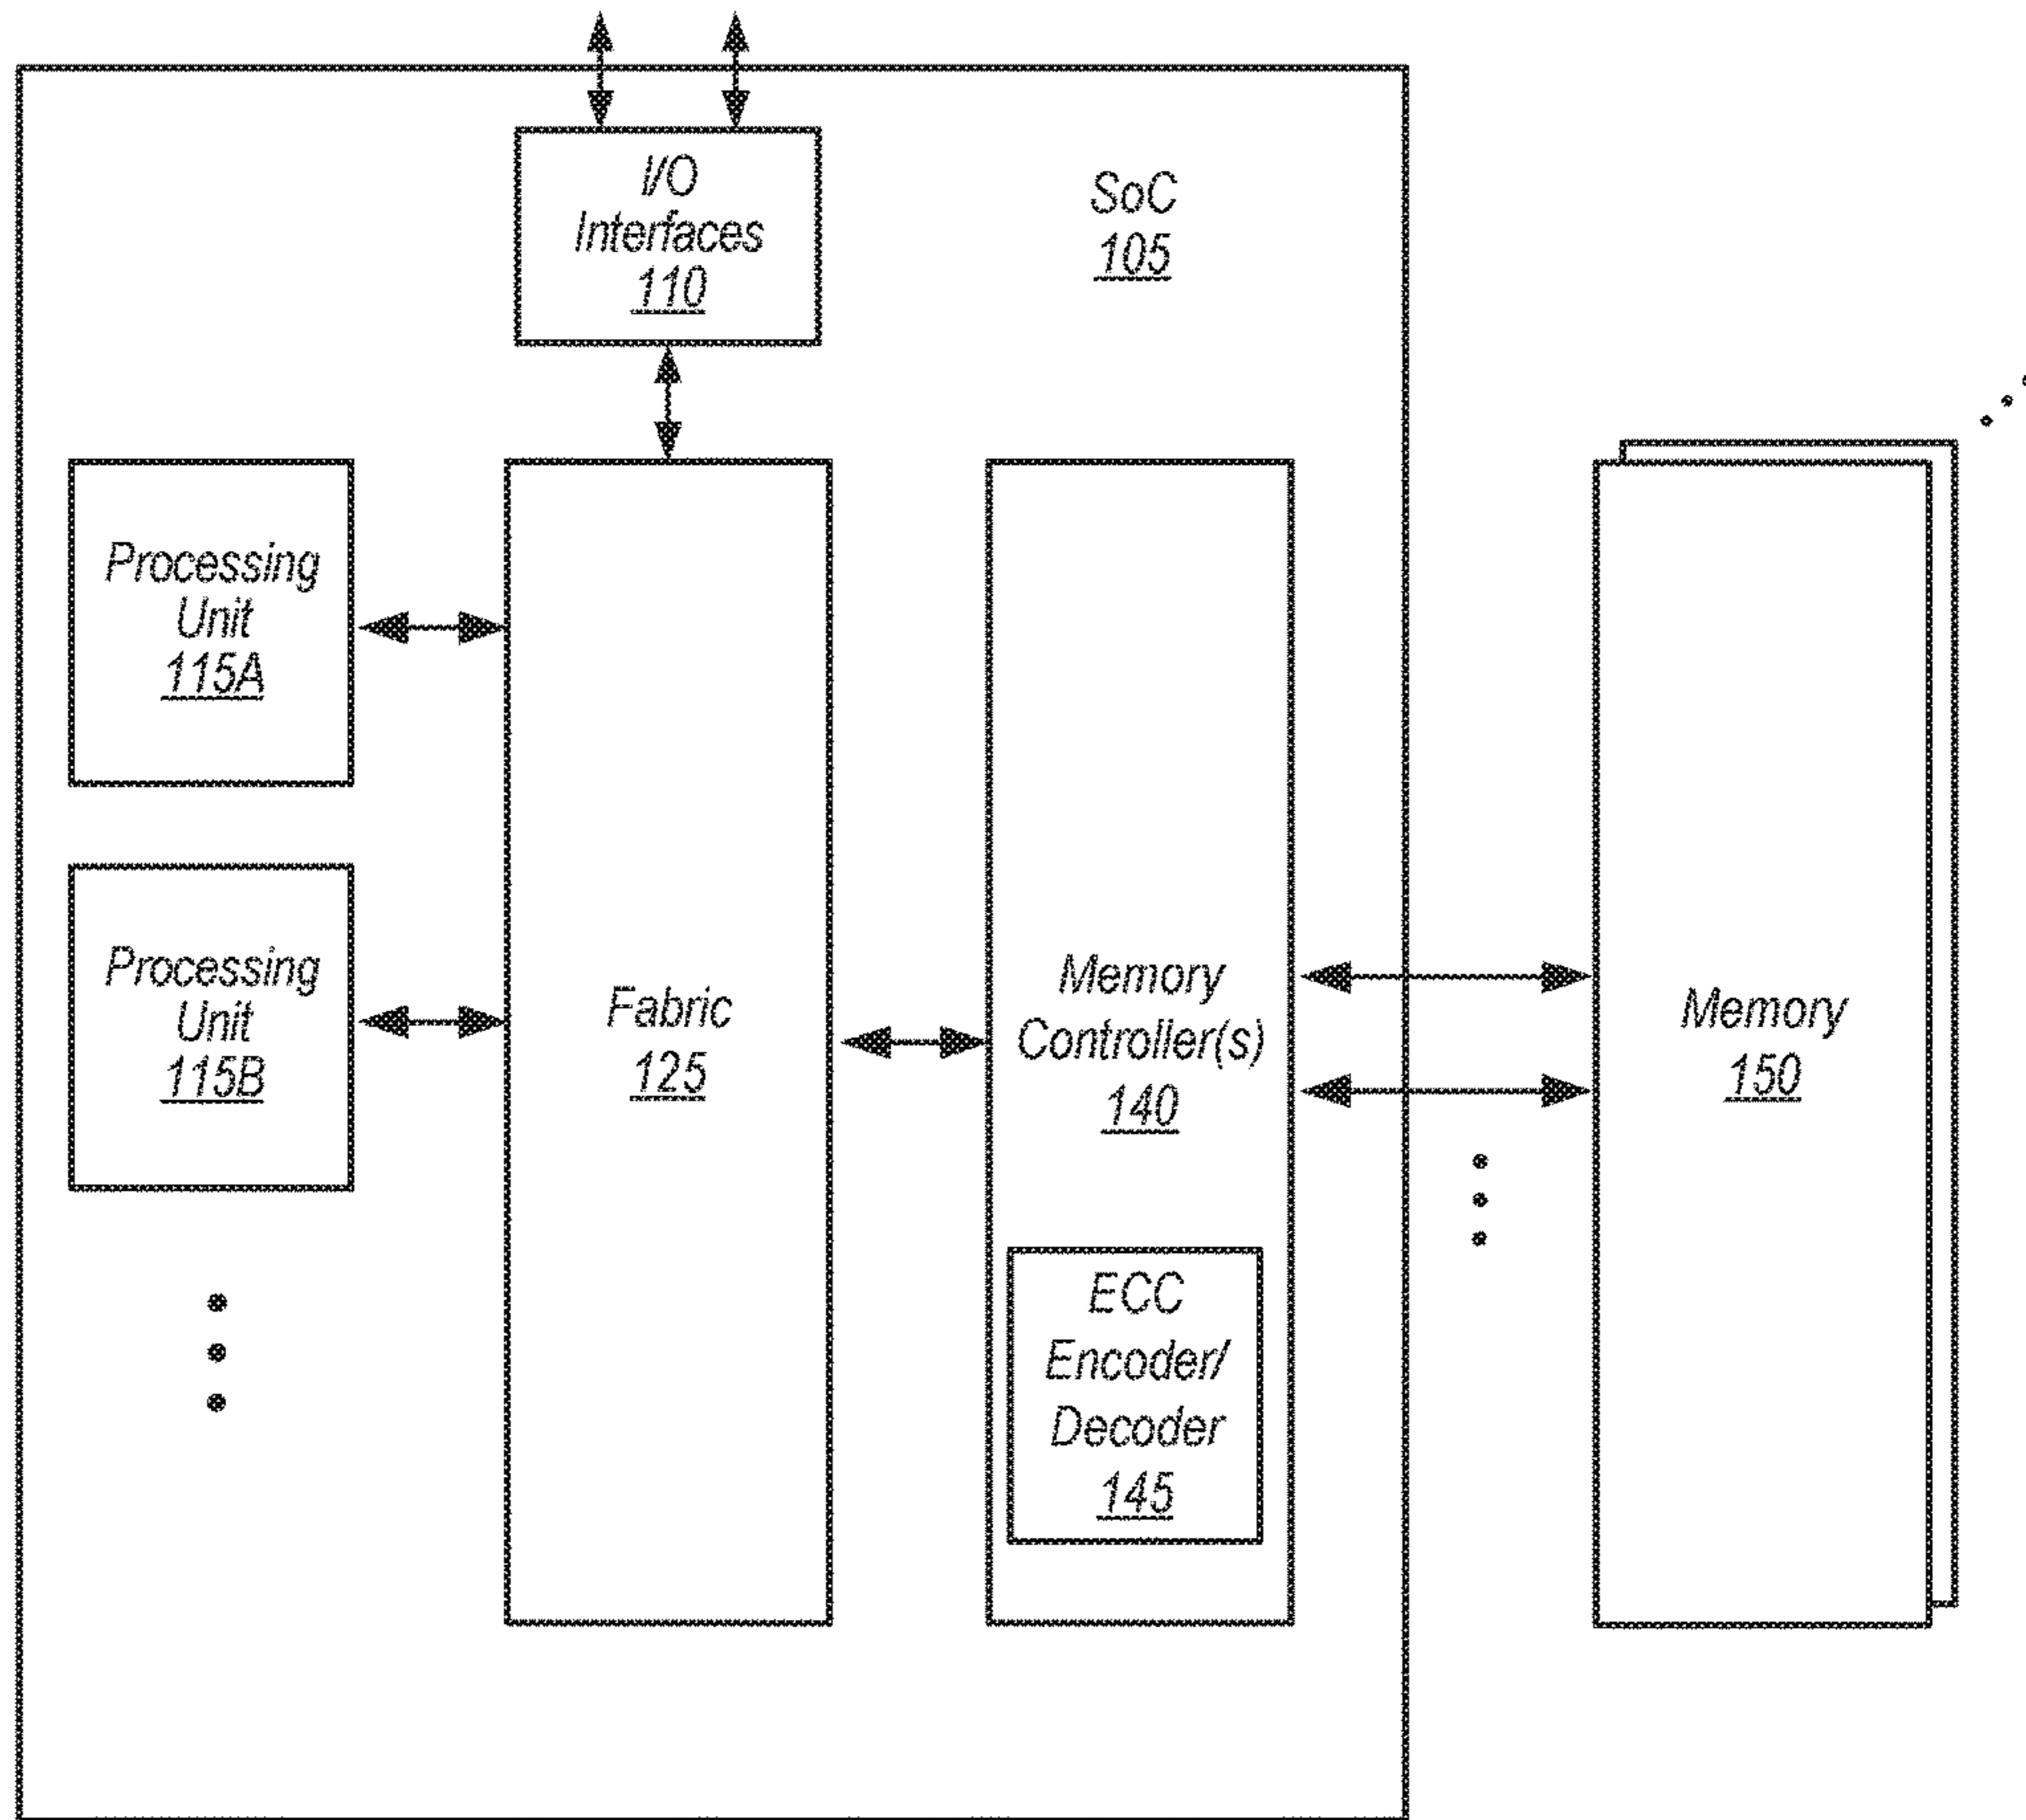 I/O
Interfaces
110
SoC
105
Processing
Unit
115A
Processing
Unit
115B
Fabric
125
Memory
Controller(s)
140
ECC
Encoder/
Decoder
145
Memory
150